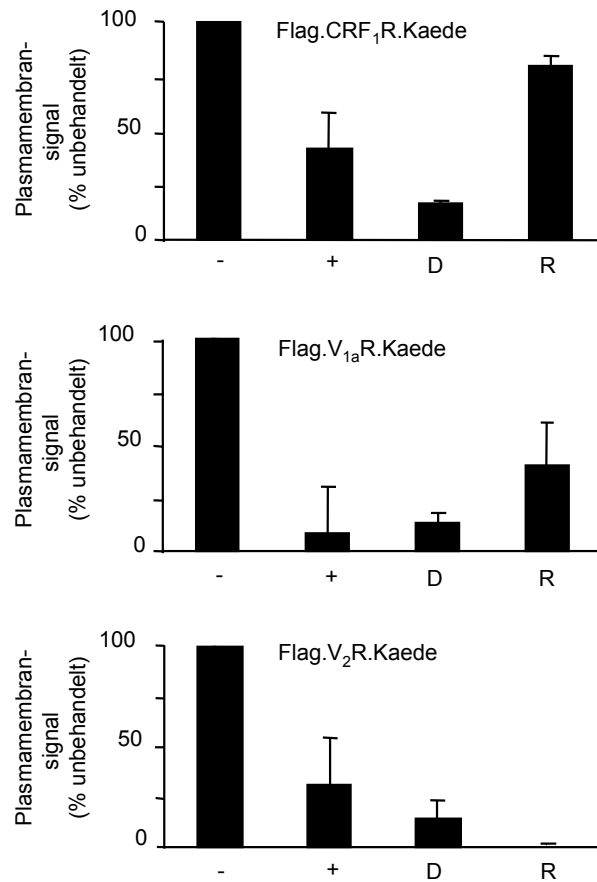 Flag.CRF₁R.Kaede
Plasmamembran-
signal
(% unbehandelt)
100
50
0
- + D R
Flag.V₁ₐR.Kaede
Plasmamembran-
signal
(% unbehandelt)
100
50
0
- + D R
Flag.V₂R.Kaede
Plasmamembran-
signal
(% unbehandelt)
100
50
0
- + D R